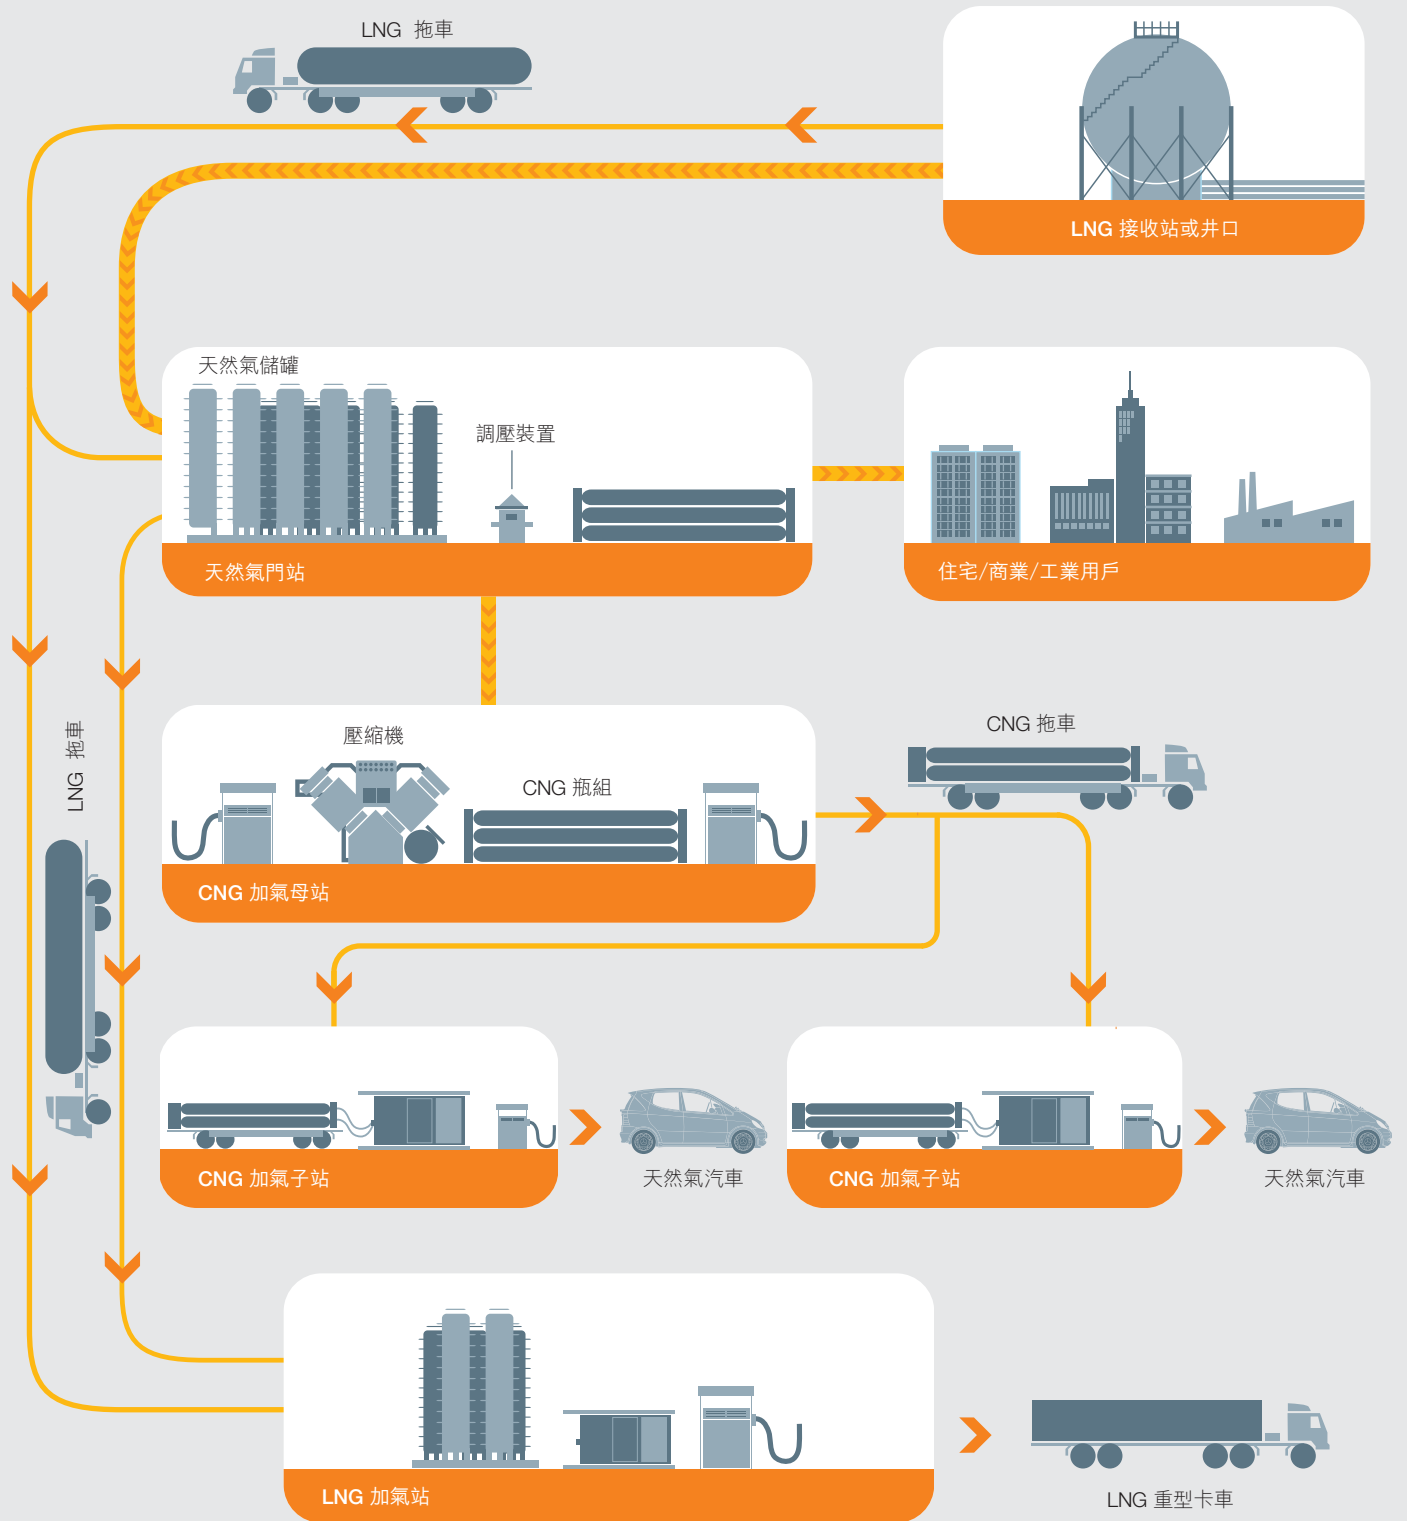 LNG 拖車
LNG 接收站或井口
天然氣儲罐
調壓裝置
天然氣門站
住宅/商業/工業用戶
LNG 拖車
壓縮機
CNG 瓶組
CNG 拖車
CNG 加氣母站
CNG 加氣子站
天然氣汽車
CNG 加氣子站
天然氣汽車
LNG 加氣站
LNG 重型卡車